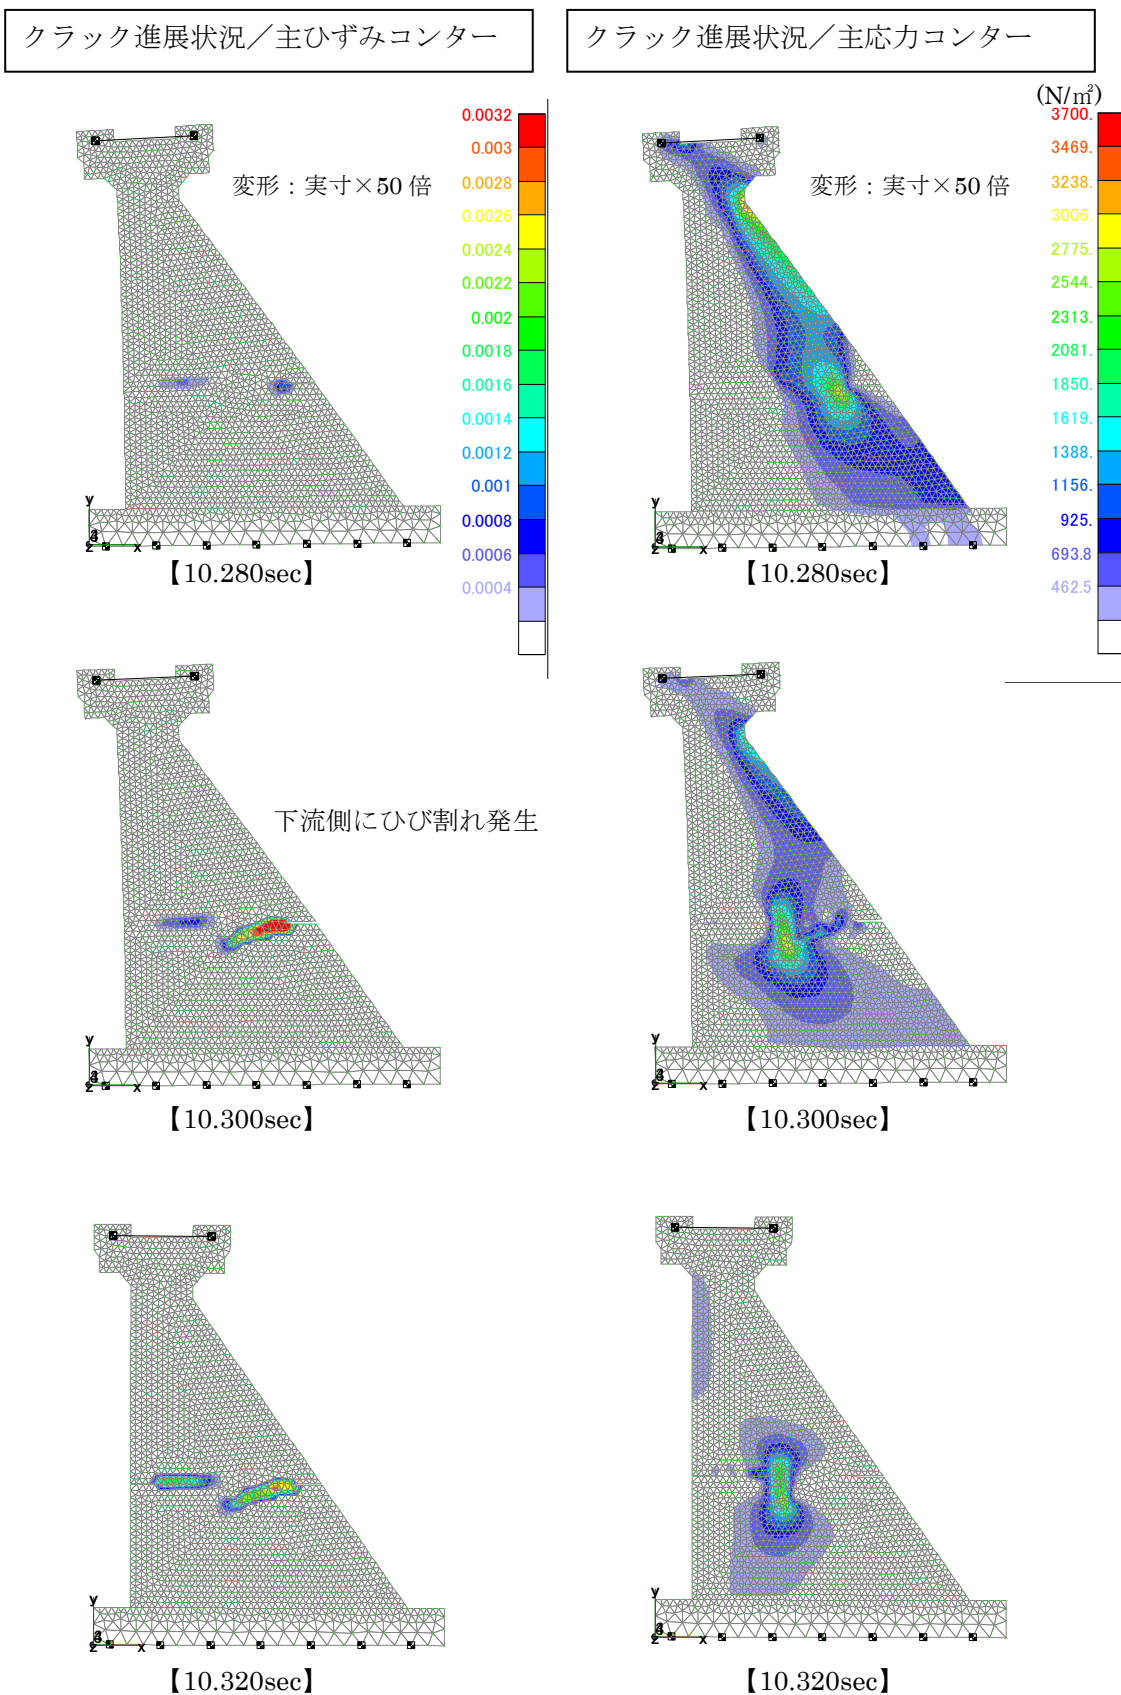 クラック進展状況／主ひずみコンター
クラック進展状況／主応力コンター
変形：実寸×50 倍
0.0032
0.003
0.0028
0.0026
0.0024
0.0022
0.002
0.0018
0.0016
0.0014
0.0012
0.001
0.0008
0.0006
0.0004
y
z
x
【10.280sec】
変形：実寸×50 倍
(N/㎡)
3700.
3469.
3238.
3006.
2775.
2544.
2313.
2081.
1850.
1619.
1388.
1156.
925.
693.8
462.5
y
z
x
【10.280sec】
下流側にひび割れ発生
y
z
x
【10.300sec】
y
z
x
【10.300sec】
y
z
x
【10.320sec】
y
z
x
【10.320sec】